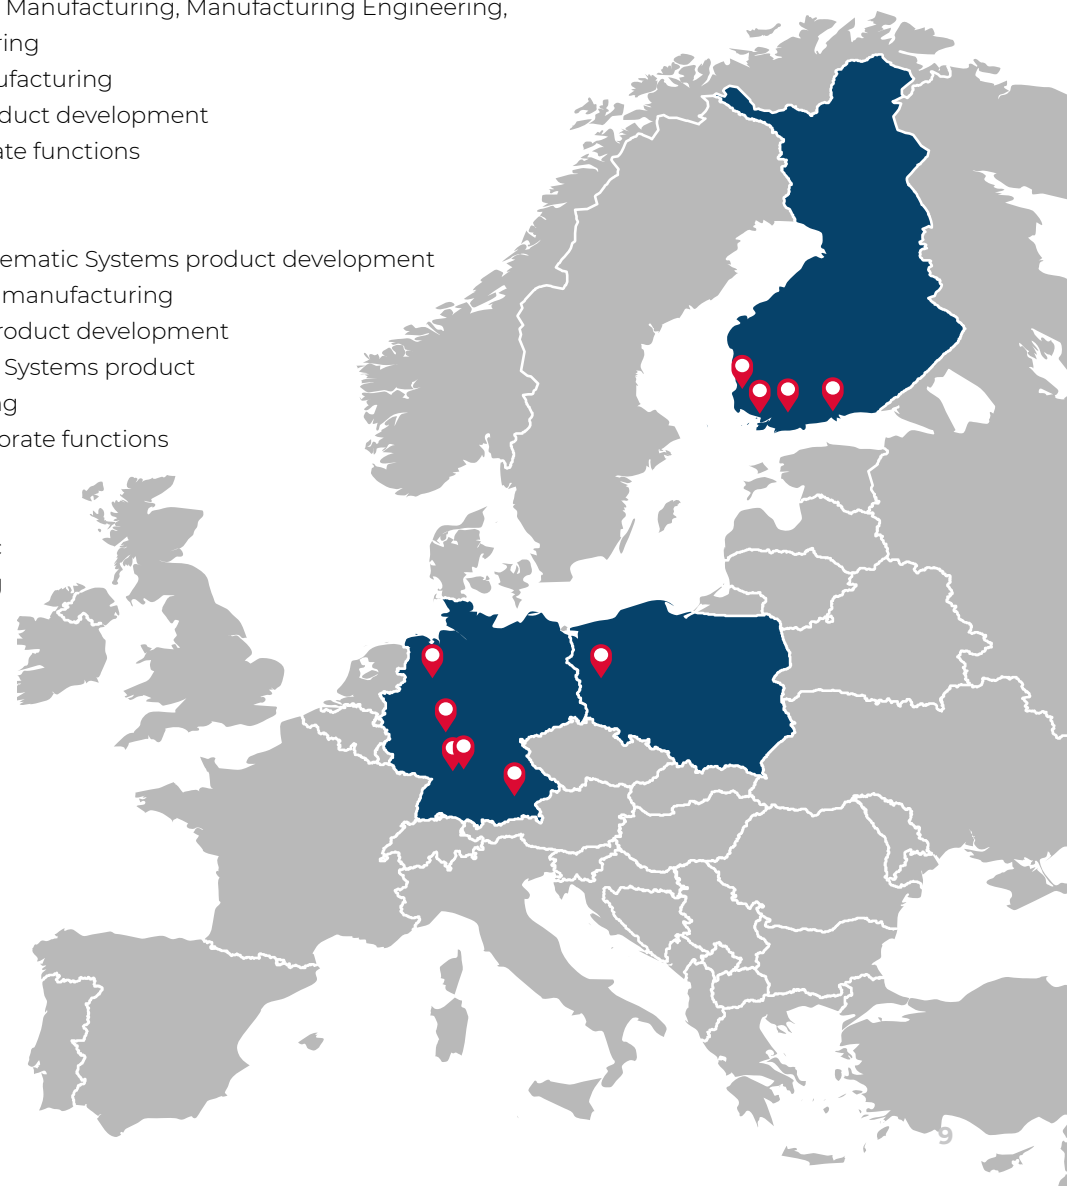 Manufacturing, Manufacturing Engineering,
ring
ufacturing
duct development
ate functions
ematic Systems product development
manufacturing
roduct development
Systems product
ng
orate functions
9